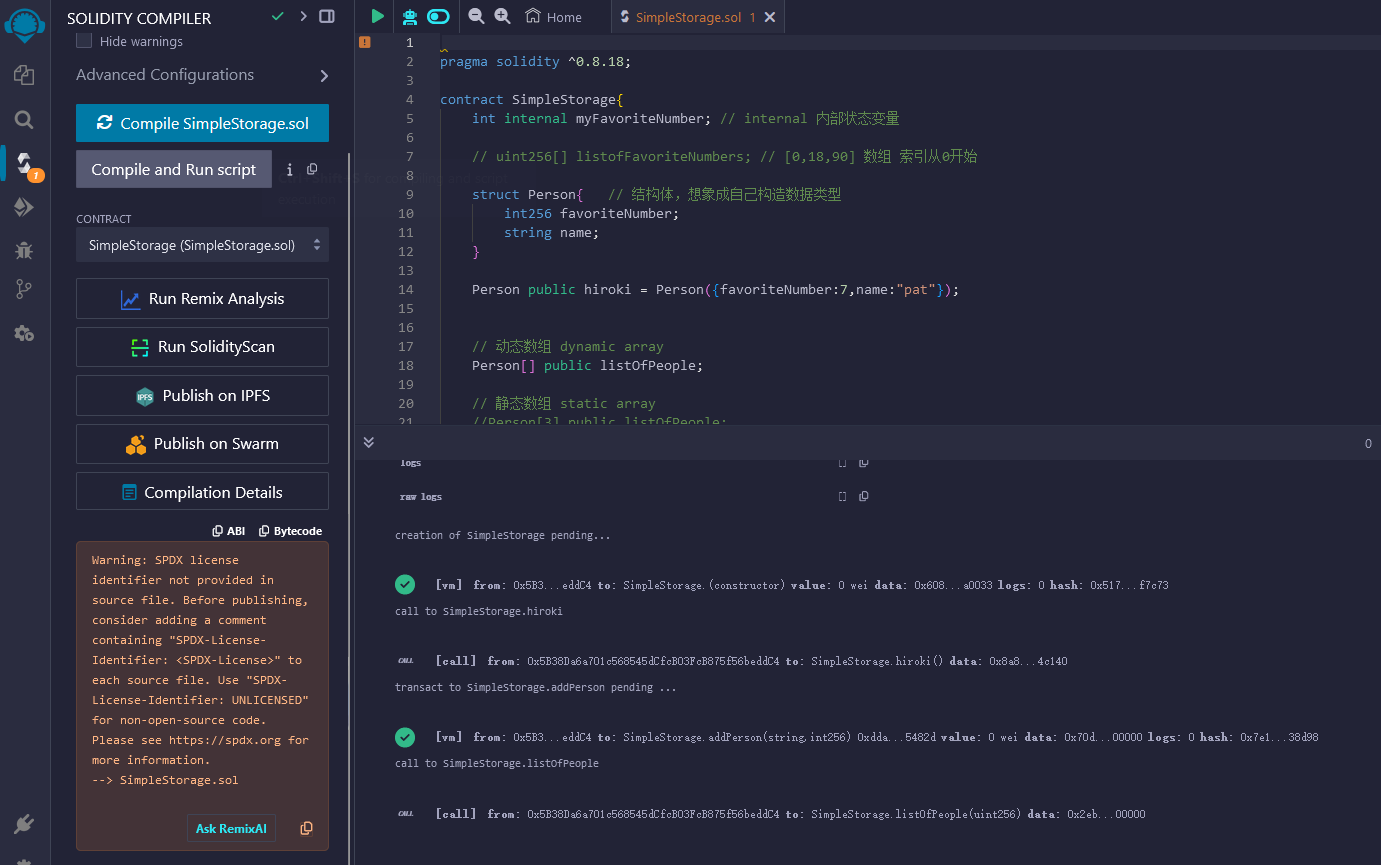 SOLIDITY COMPILER
Hide warnings
Advanced Configurations
Compile SimpleStorage.sol
Compile and Run script
1
CONTRACT
SimpleStorage (SimpleStorage.sol)
Run Remix Analysis
Run SolidityScan
IPFS
Publish on IPFS
Publish on Swarm
Compilation Details
ABI Bytecode
Warning: SPDX license
identifier not provided in
source file. Before publishing,
consider adding a comment
containing "SPDX-License-
Identifier: <SPDX-License>" to
each source file. Use "SPDX-
License-Identifier: UNLICENSED"
for non-open-source code.
Please see https://spdx.org for
more information.
--> SimpleStorage.sol
Ask RemixAI
Home SimpleStorage.sol 1
1
2 pragma solidity ^0.8.18;
3
4 contract SimpleStorage{
5 int internal myFavoriteNumber; // internal 内部状态变量
6
7 // uint256[] listofFavoriteNumbers; // [0,18,90] 数组 索引从0开始
8
9 struct Person{ // 结构体，想象成自己构造数据类型
10 int256 favoriteNumber;
11 string name;
12 }
13
14 Person public hiroki = Person({favoriteNumber:7,name:"pat"});
15
16
17 // 动态数组 dynamic array
18 Person[] public listOfPeople;
19
20 // 静态数组 static array
21 //Person[3] public listOfPeople;
0
logs []
raw logs []
creation of SimpleStorage pending...
[vm] from: 0x5B3...eddC4 to: SimpleStorage.(constructor) value: 0 wei data: 0x608...a0033 logs: 0 hash: 0x517...f7c73
call to SimpleStorage.hiroki
CALL [call] from: 0x5B38Da6a701c568545dCfcB03FcB875f56beddC4 to: SimpleStorage.hiroki() data: 0x8a8...4c140
transact to SimpleStorage.addPerson pending ...
[vm] from: 0x5B3...eddC4 to: SimpleStorage.addPerson(string,int256) 0xdda...5482d value: 0 wei data: 0x70d...00000 logs: 0 hash: 0x7e1...38d98
call to SimpleStorage.listOfPeople
CALL [call] from: 0x5B38Da6a701c568545dCfcB03FcB875f56beddC4 to: SimpleStorage.listOfPeople(uint256) data: 0x2eb...00000